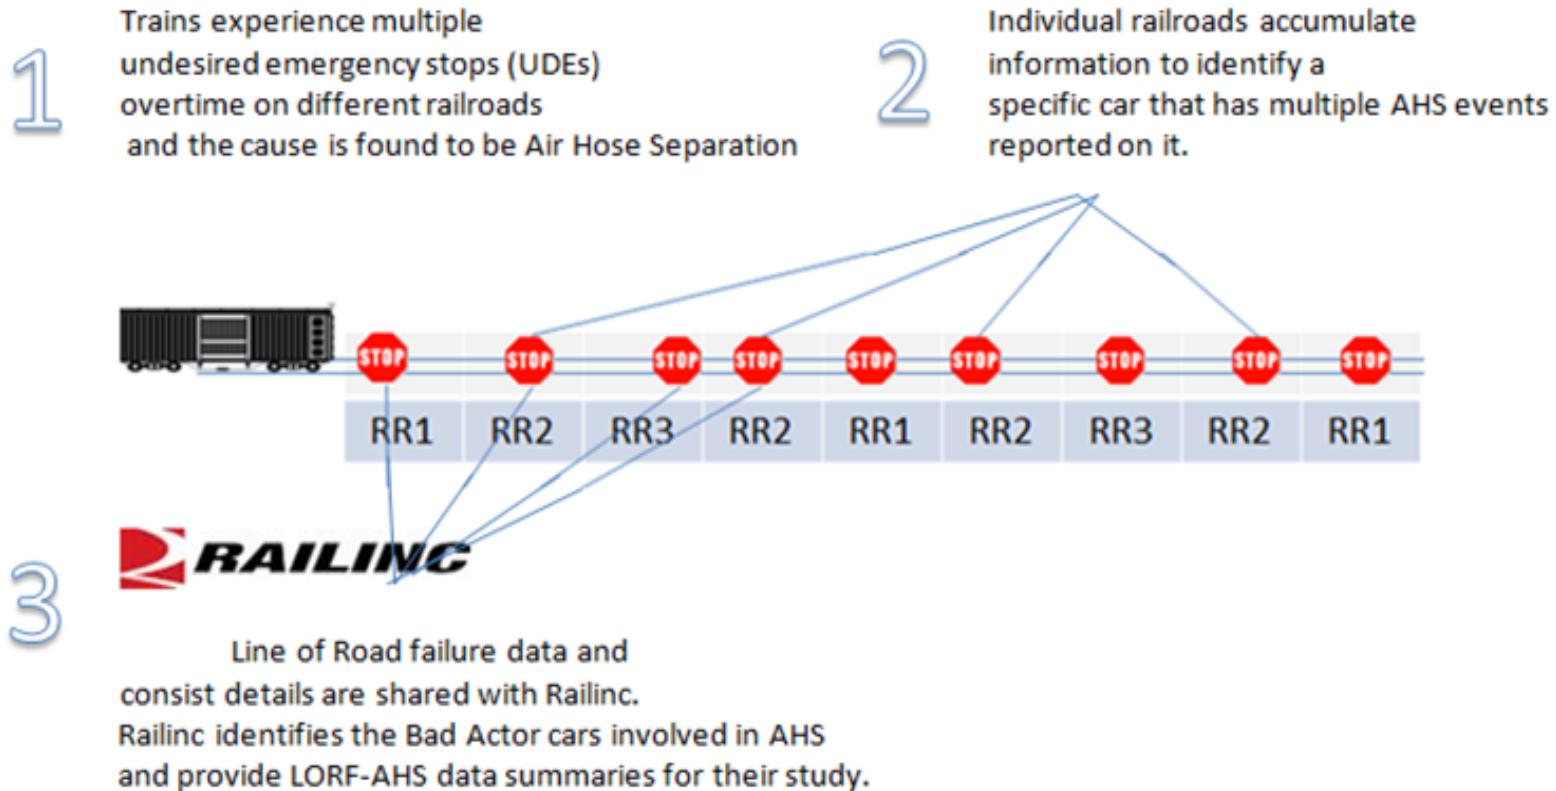 1
Trains experience multiple
undesired emergency stops (UDEs)
overtime on different railroads
and the cause is found to be Air Hose Separation
2
Individual railroads accumulate
information to identify a
specific car that has multiple AHS events
reported on it.
STOP STOP STOP STOP STOP STOP STOP STOP STOP
RR1 RR2 RR3 RR2 RR1 RR2 RR3 RR2 RR1
RAILINC
3
Line of Road failure data and
consist details are shared with Railinc.
Railinc identifies the Bad Actor cars involved in AHS
and provide LORF-AHS data summaries for their study.